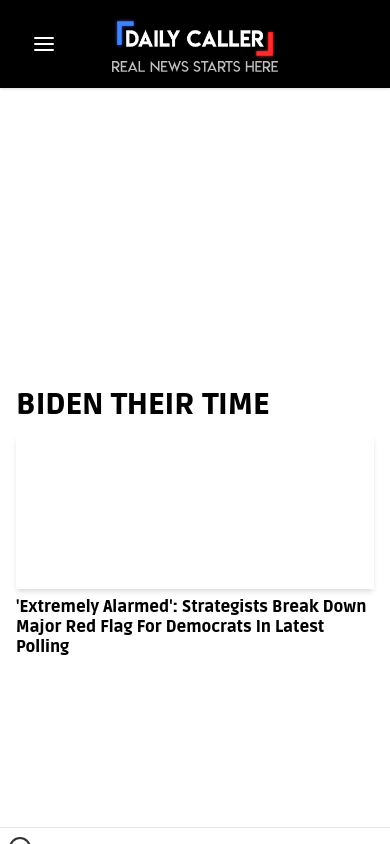 DAILY CALLER
REAL NEWS STARTS HERE
BIDEN THEIR TIME
'Extremely Alarmed': Strategists Break Down
Major Red Flag For Democrats In Latest
Polling